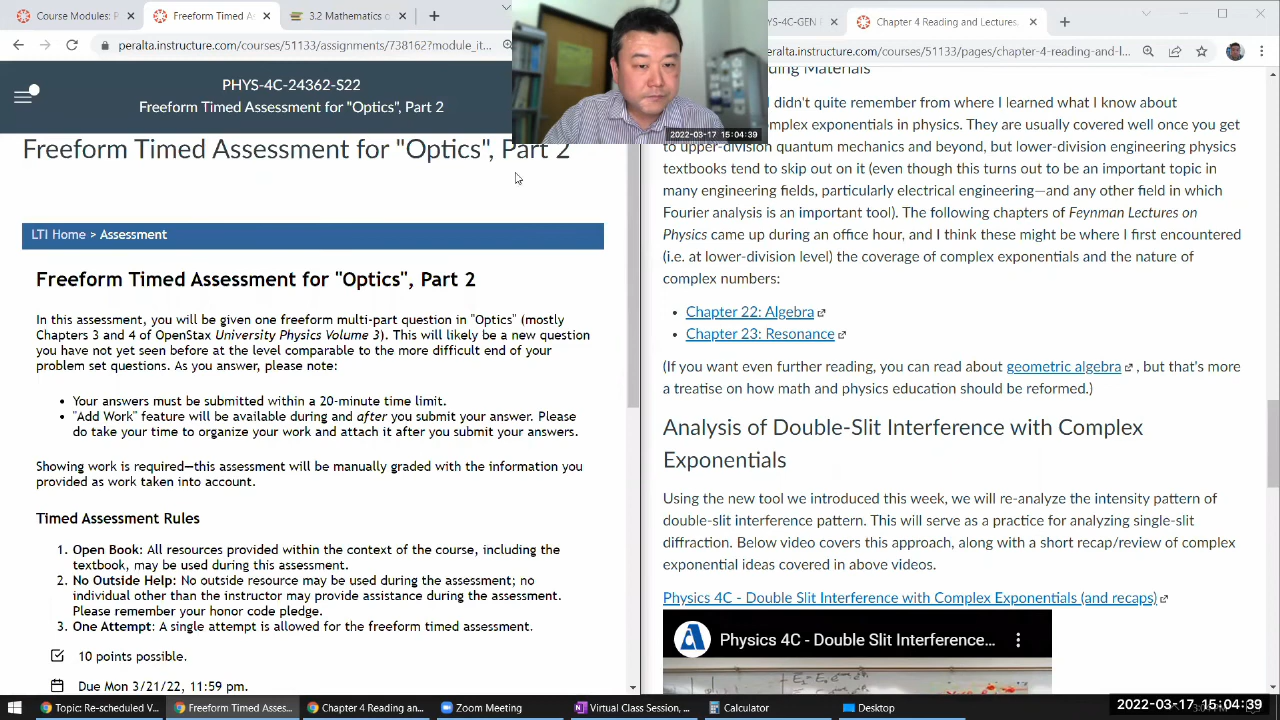 Course Modules: P
Freeform Timed Assessm
3.2 Mathematics o
YS-4C-GEN
Chapter 4 Reading and Lectures.
peralta.instructure.com/courses/51133/assignments/738162?module_it...
eralta.instructure.com/courses/51133/pages/chapter-4-reading-and-l...
2022-03-17 15:04:39
PHYS-4C-24362-S22
Freeform Timed Assessment for "Optics", Part 2
Freeform Timed Assessment for "Optics", Part 2
LTI Home > Assessment
Freeform Timed Assessment for "Optics", Part 2
In this assessment, you will be given one freeform multi-part question in "Optics" (mostly
Chapters 3 and 4 of OpenStax University Physics Volume 3). This will likely be a new question
you have not yet seen before at the level comparable to the more difficult end of your
problem set questions. As you answer, please note:
• Your answers must be submitted within a 20-minute time limit.
• "Add Work" feature will be available during and after you submit your answer. Please
do take your time to organize your work and attach it after you submit your answers.
Showing work is required—this assessment will be manually graded with the information you
provided as work taken into account.
Timed Assessment Rules
1. Open Book: All resources provided within the context of the course, including the
textbook, may be used during this assessment.
2. No Outside Help: No outside resource may be used during the assessment; no
individual other than the instructor may provide assistance during the assessment.
Please remember your honor code pledge.
3. One Attempt: A single attempt is allowed for the freeform timed assessment.
10 points possible.
Due Mon 3/21/22, 11:59 pm.
ding Materials
I didn't quite remember from where I learned what I know about
mplex exponentials in physics. They are usually covered well once you get
to upper-division quantum mechanics and beyond, but lower-division engineering physics
textbooks tend to skip out on it (even though this turns out to be an important topic in
many engineering fields, particularly electrical engineering—and any other field in which
Fourier analysis is an important tool). The following chapters of Feynman Lectures on
Physics came up during an office hour, and I think these might be where I first encountered
(i.e. at lower-division level) the coverage of complex exponentials and the nature of
complex numbers:
• Chapter 22: Algebra
• Chapter 23: Resonance
(If you want even further reading, you can read about geometric algebra , but that's more
a treatise on how math and physics education should be reformed.)
Analysis of Double-Slit Interference with Complex
Exponentials
Using the new tool we introduced this week, we will re-analyze the intensity pattern of
double-slit interference pattern. This will serve as a practice for analyzing single-slit
diffraction. Below video covers this approach, along with a short recap/review of complex
exponential ideas covered in above videos.
Physics 4C - Double Slit Interference with Complex Exponentials (and recaps)
Physics 4C - Double Slit Interference...
Topic: Re-scheduled V...
Freeform Timed Asses...
Chapter 4 Reading an...
Zoom Meeting
Virtual Class Session, ...
Calculator
Desktop
2022-03-17 15:04:39